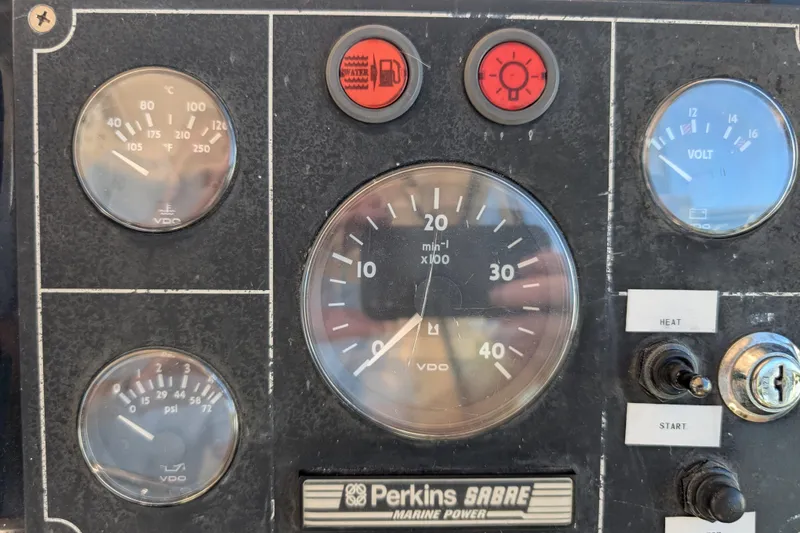 °C
80 100
40 120
175 210
105 °F 250
VDO
WATER
12 14
16
VOLT
20
min-1
x100
10 30
0 40
VDO
1 2 3
0
15 29 44 58
0 psi 72
VDO
HEAT
START
Perkins SABRE
MARINE POWER